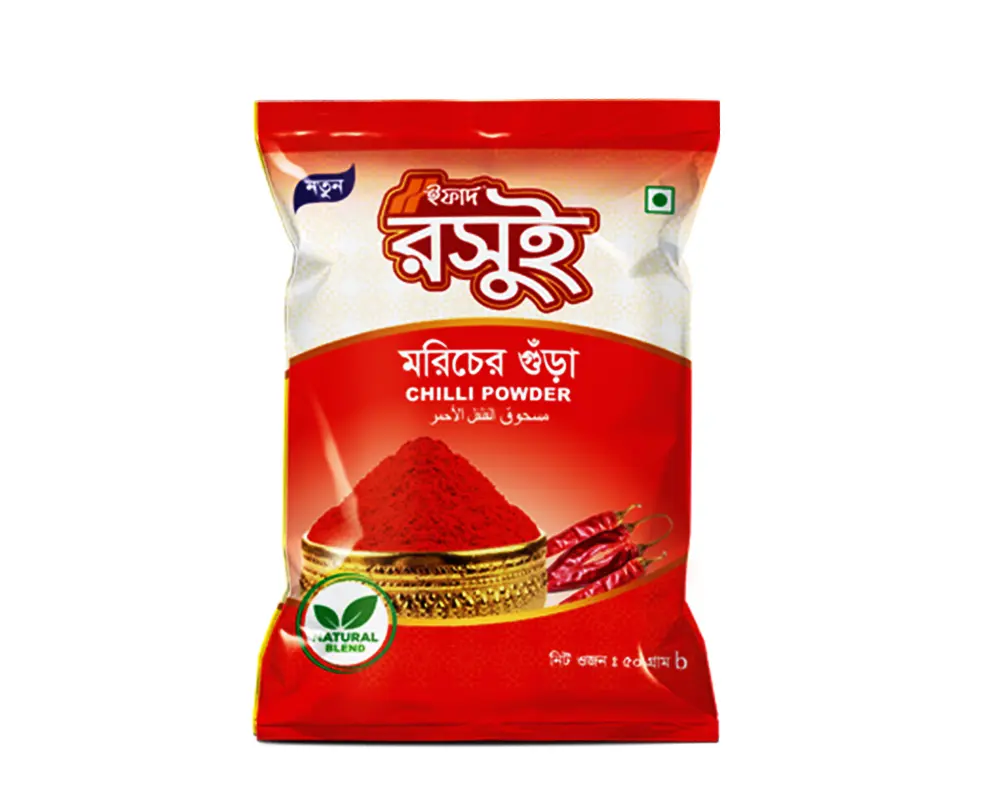 নতুন
ইফাদ
রসুই
মরিচের গুঁড়া
CHILLI POWDER
مسحوق الفلفل الأحمر
NATURAL
BLEND
নিট ওজন : ৫০ গ্রাম b